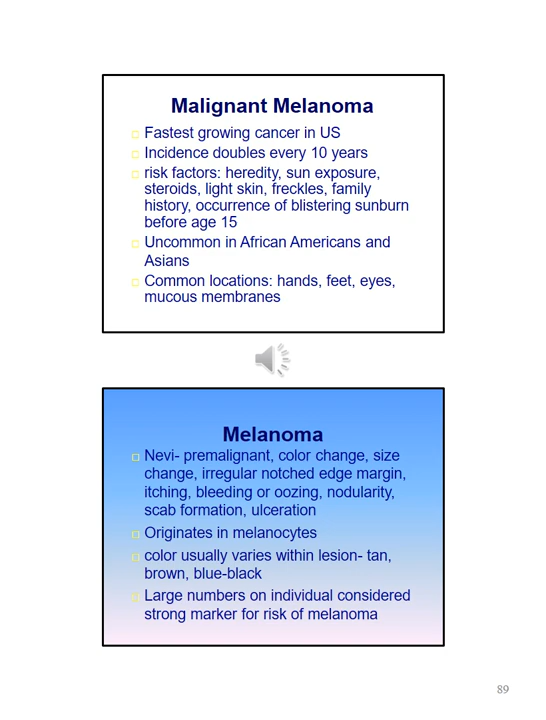 Malignant Melanoma
Fastest growing cancer in US
Incidence doubles every 10 years
risk factors: heredity, sun exposure,
steroids, light skin, freckles, family
history, occurrence of blistering sunburn
before age 15
Uncommon in African Americans and
Asians
Common locations: hands, feet, eyes,
mucous membranes
Melanoma
Nevi- premalignant, color change, size
change, irregular notched edge margin,
itching, bleeding or oozing, nodularity,
scab formation, ulceration
Originates in melanocytes
color usually varies within lesion- tan,
brown, blue-black
Large numbers on individual considered
strong marker for risk of melanoma
89